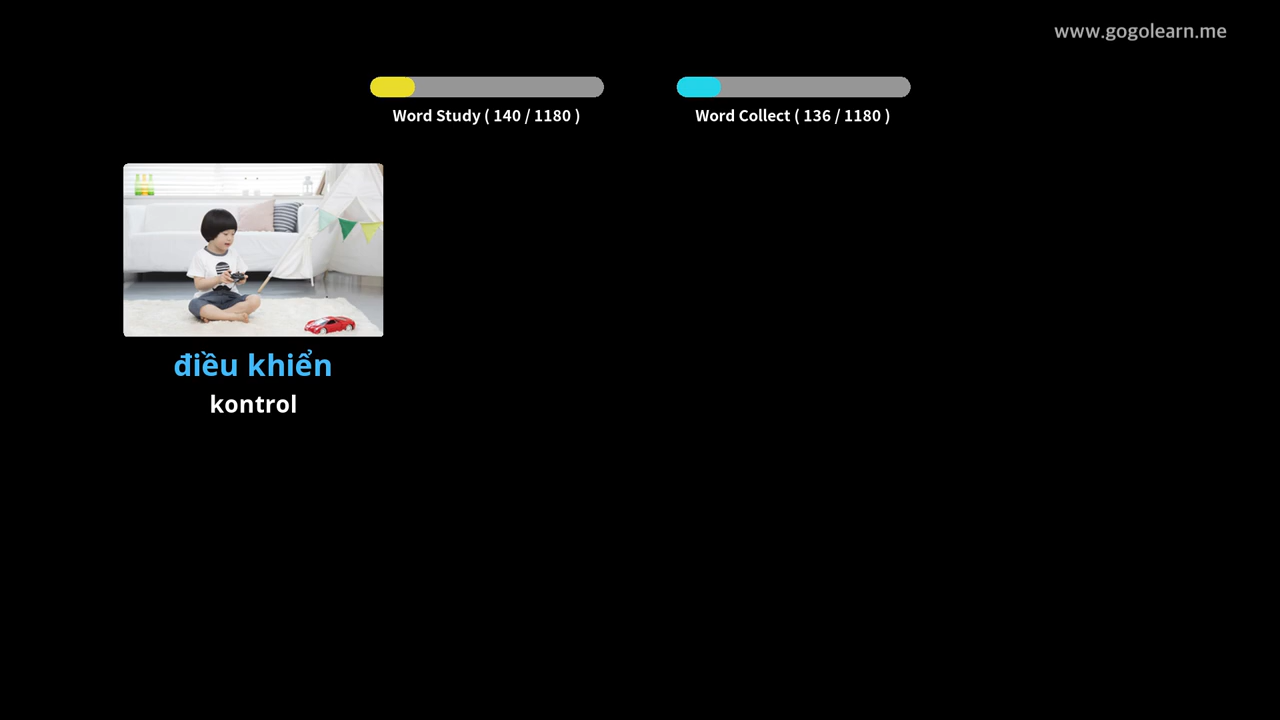 www.gogolearn.me
Word Study ( 140 / 1180 )
Word Collect ( 136 / 1180 )
điều khiển
kontrol